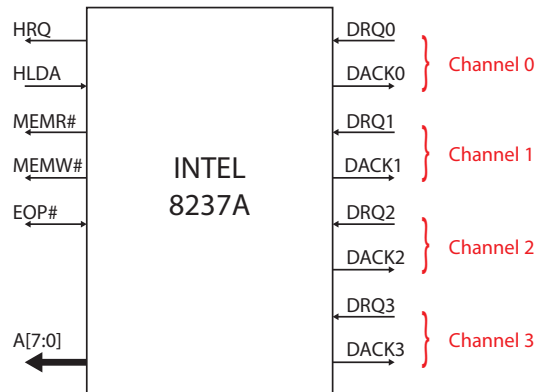 HRQ
HLDA
MEMR#
MEMW#
EOP#
A[7:0]
INTEL
8237A
DRQ0
DACK0
Channel 0
DRQ1
DACK1
Channel 1
DRQ2
DACK2
Channel 2
DRQ3
DACK3
Channel 3